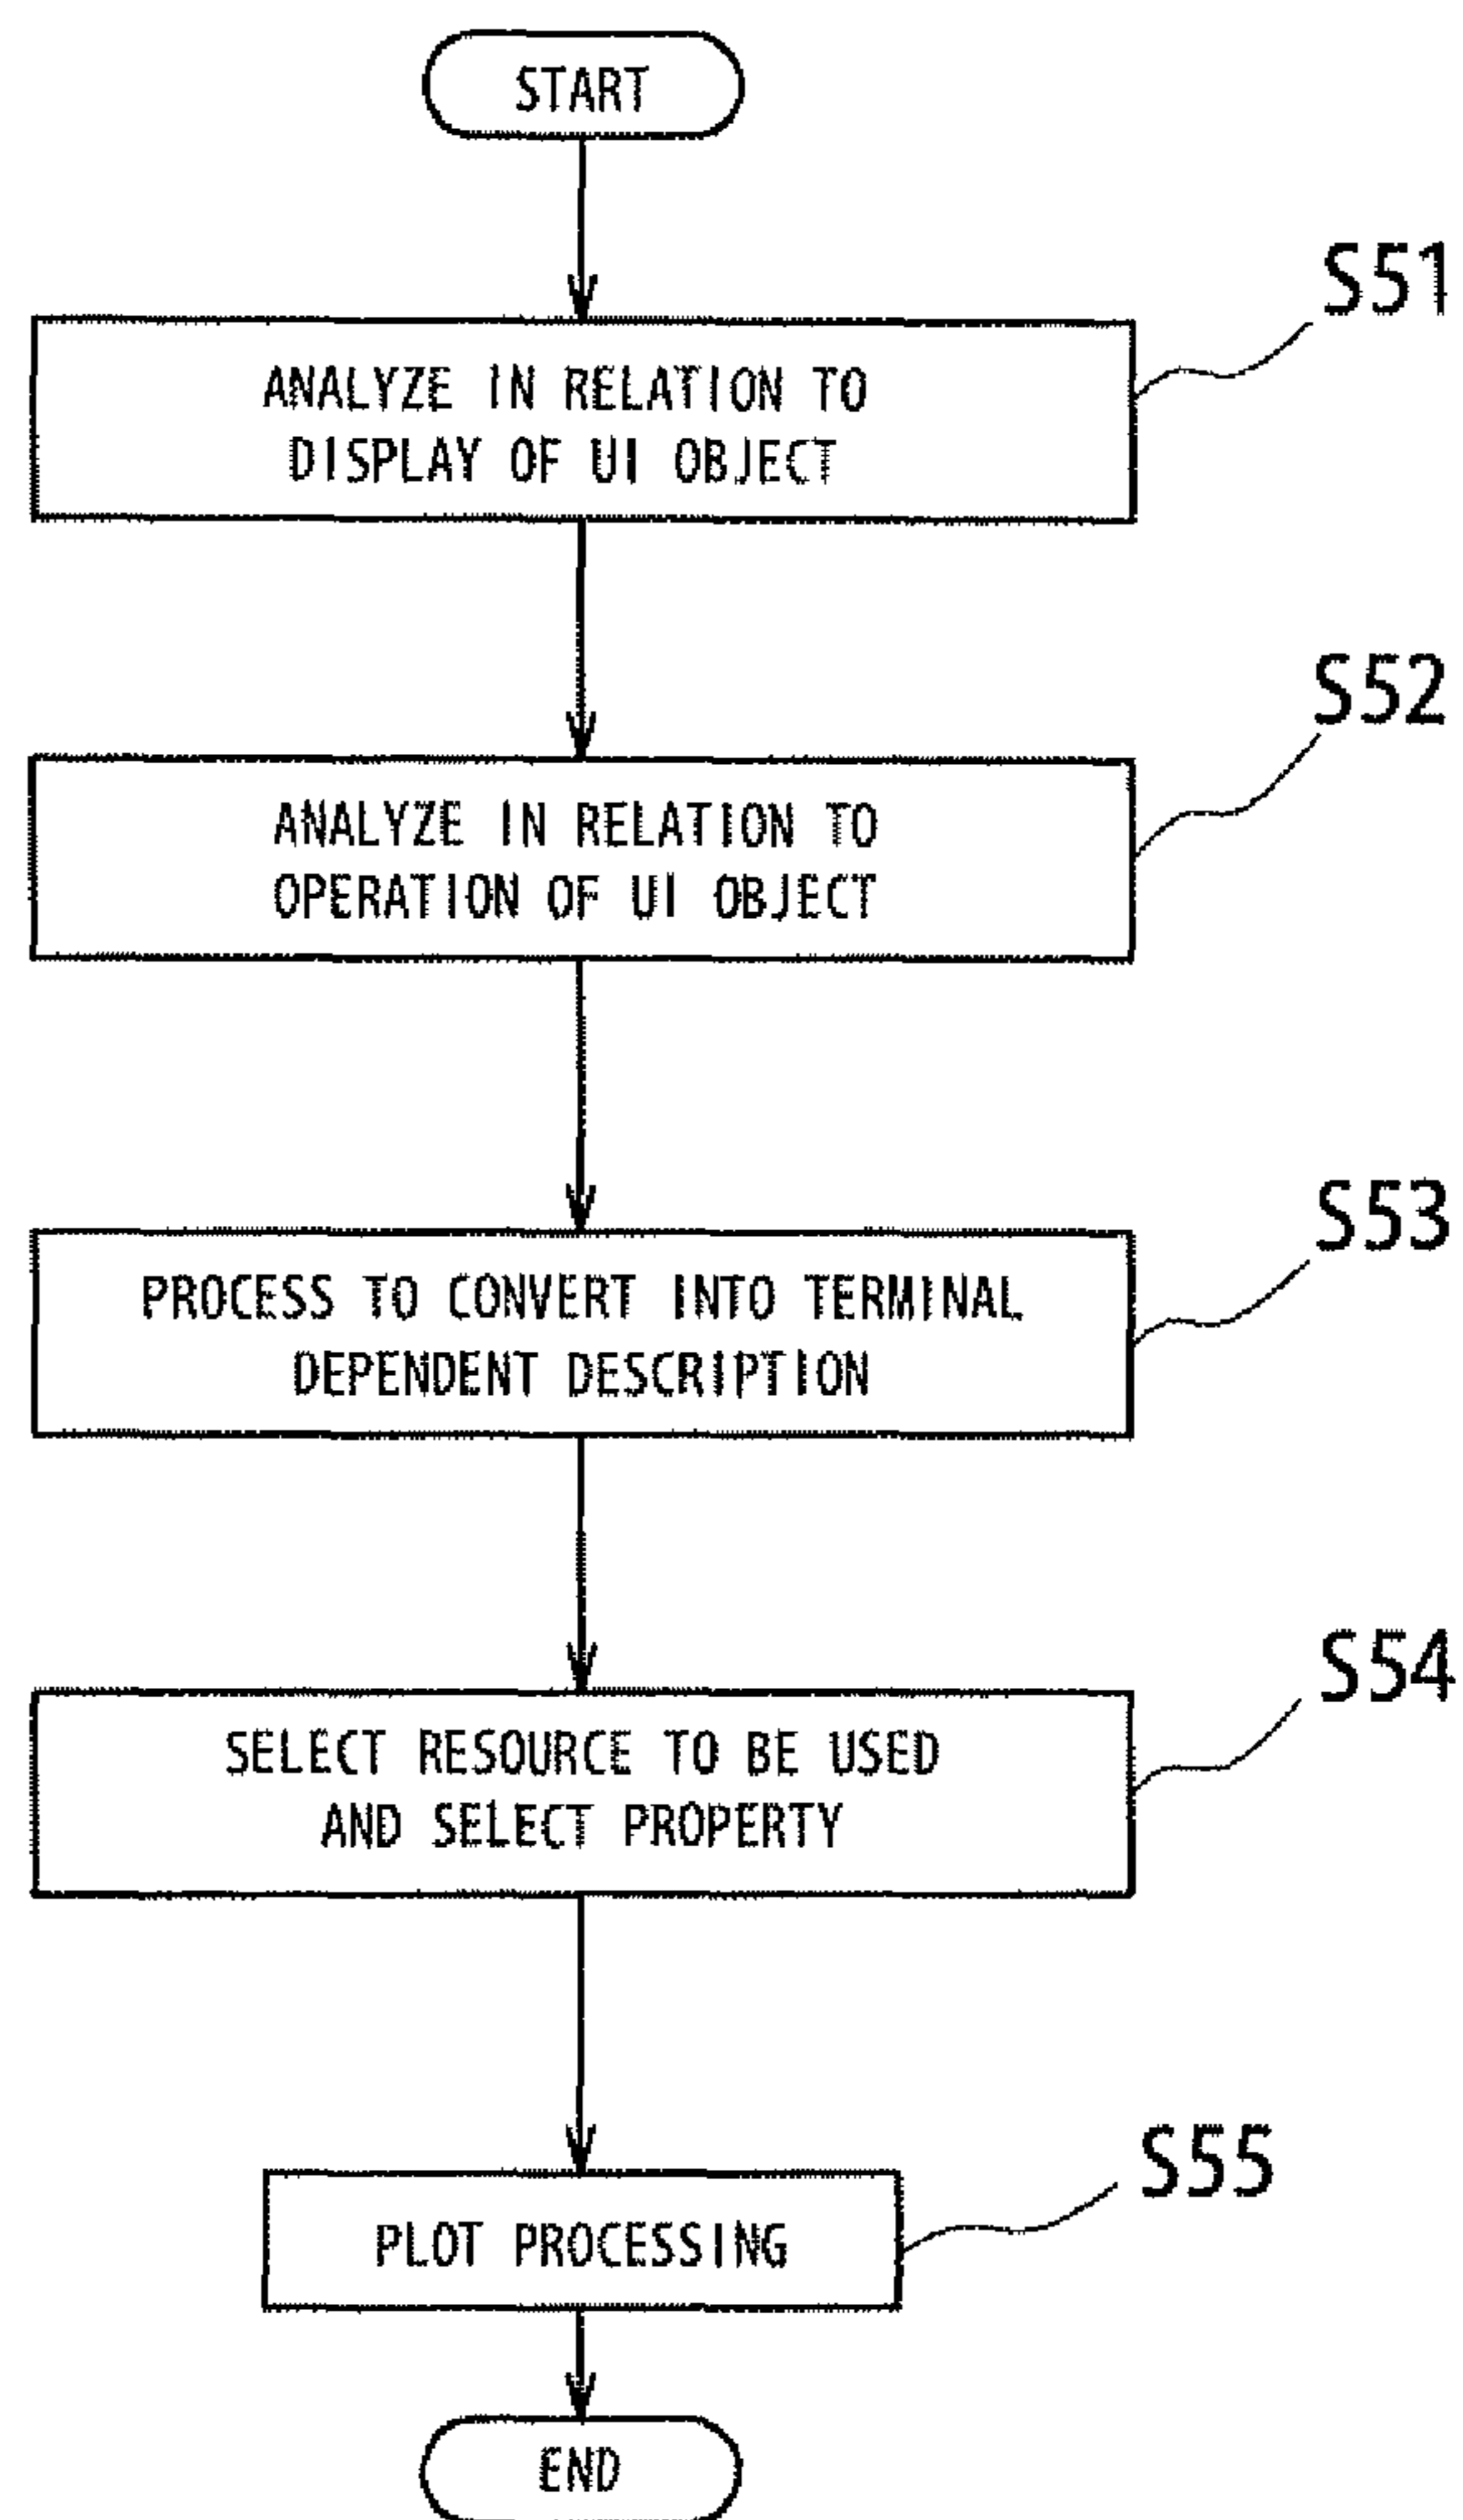 START
S51
ANALYZE IN RELATION TO
DISPLAY OF UI OBJECT
S52
ANALYZE IN RELATION TO
OPERATION OF UI OBJECT
S53
PROCESS TO CONVERT INTO TERMINAL
DEPENDENT DESCRIPTION
S54
SELECT RESOURCE TO BE USED
AND SELECT PROPERTY
S55
PLOT PROCESSING
END